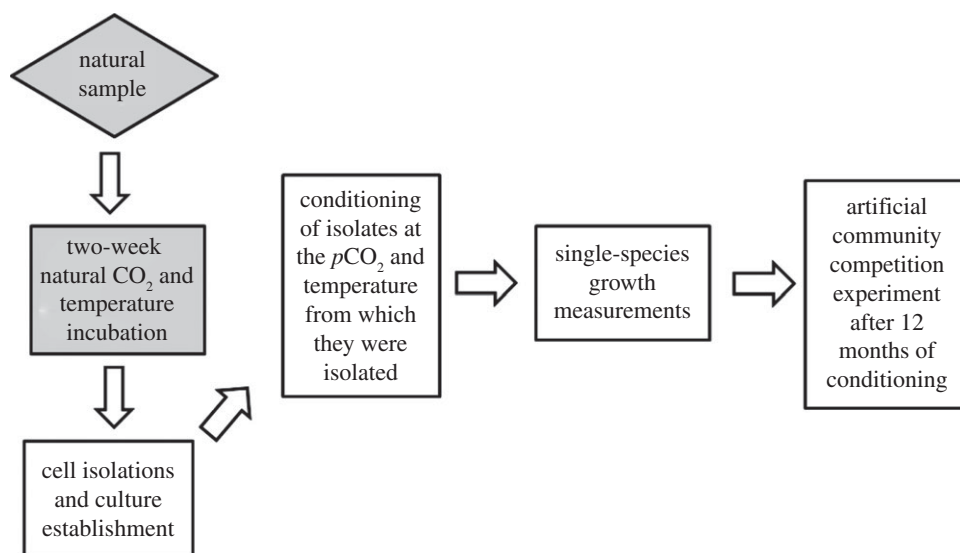 natural
sample
two-week
natural CO₂ and
temperature
incubation
cell isolations
and culture
establishment
conditioning
of isolates at
the pCO₂ and
temperature
from which
they were
isolated
single-species
growth
measurements
artificial
community
competition
experiment
after 12
months of
conditioning